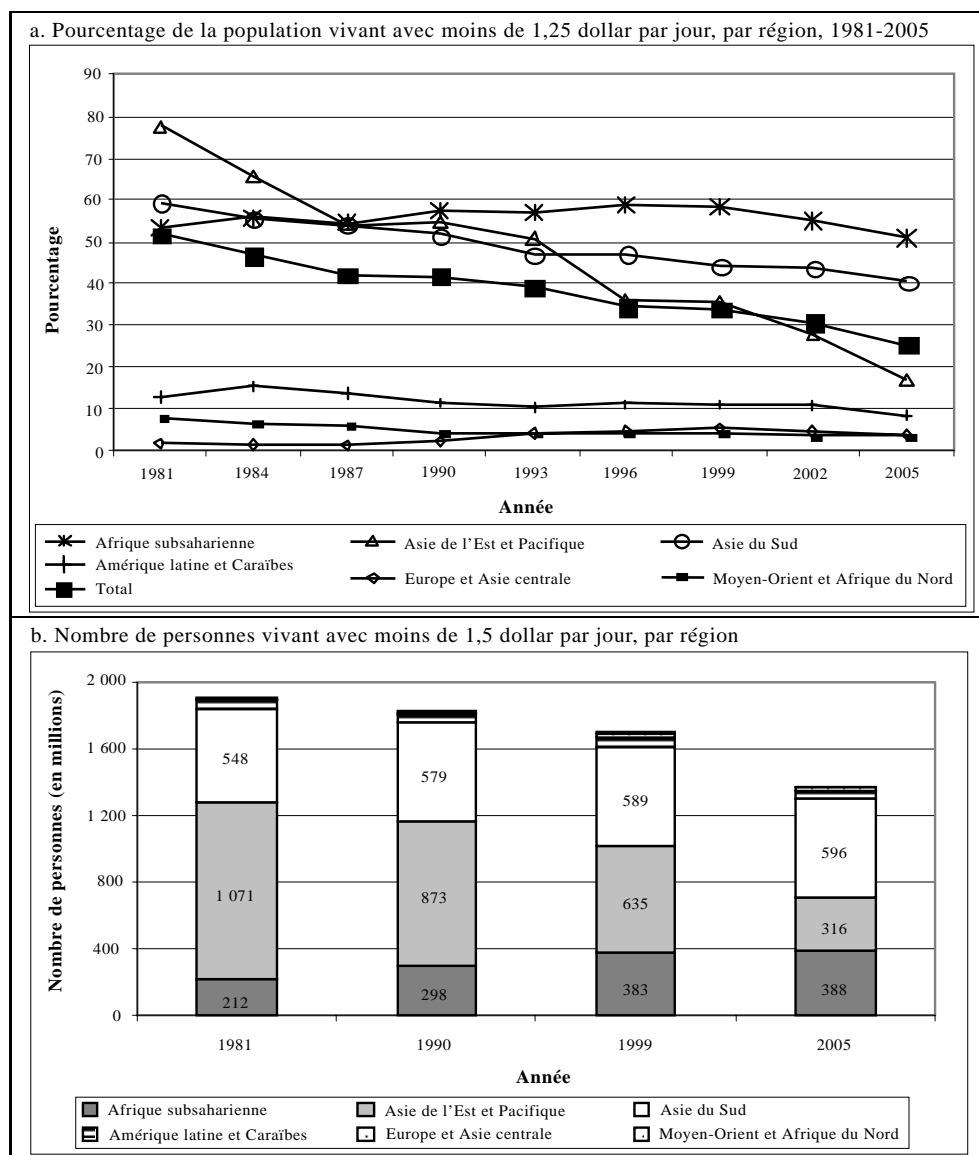 a. Pourcentage de la population vivant avec moins de 1,25 dollar par jour, par région, 1981-2005
90
80
70
60
50
40
30
20
10
0
Pourcentage
1981 1984 1987 1990 1993 1996 1999 2002 2005
Année
Afrique subsaharienne Asie de l'Est et Pacifique Asie du Sud
Amérique latine et Caraïbes Europe et Asie centrale Moyen-Orient et Afrique du Nord
Total
b. Nombre de personnes vivant avec moins de 1,5 dollar par jour, par région
Nombre de personnes (en millions)
2 000
1 600
1 200
800
400
0
548 579 589 596
1 071 873 635 316
212 298 383 388
1981 1990 1999 2005
Année
Afrique subsaharienne Asie de l'Est et Pacifique Asie du Sud
Amérique latine et Caraïbes Europe et Asie centrale Moyen-Orient et Afrique du Nord